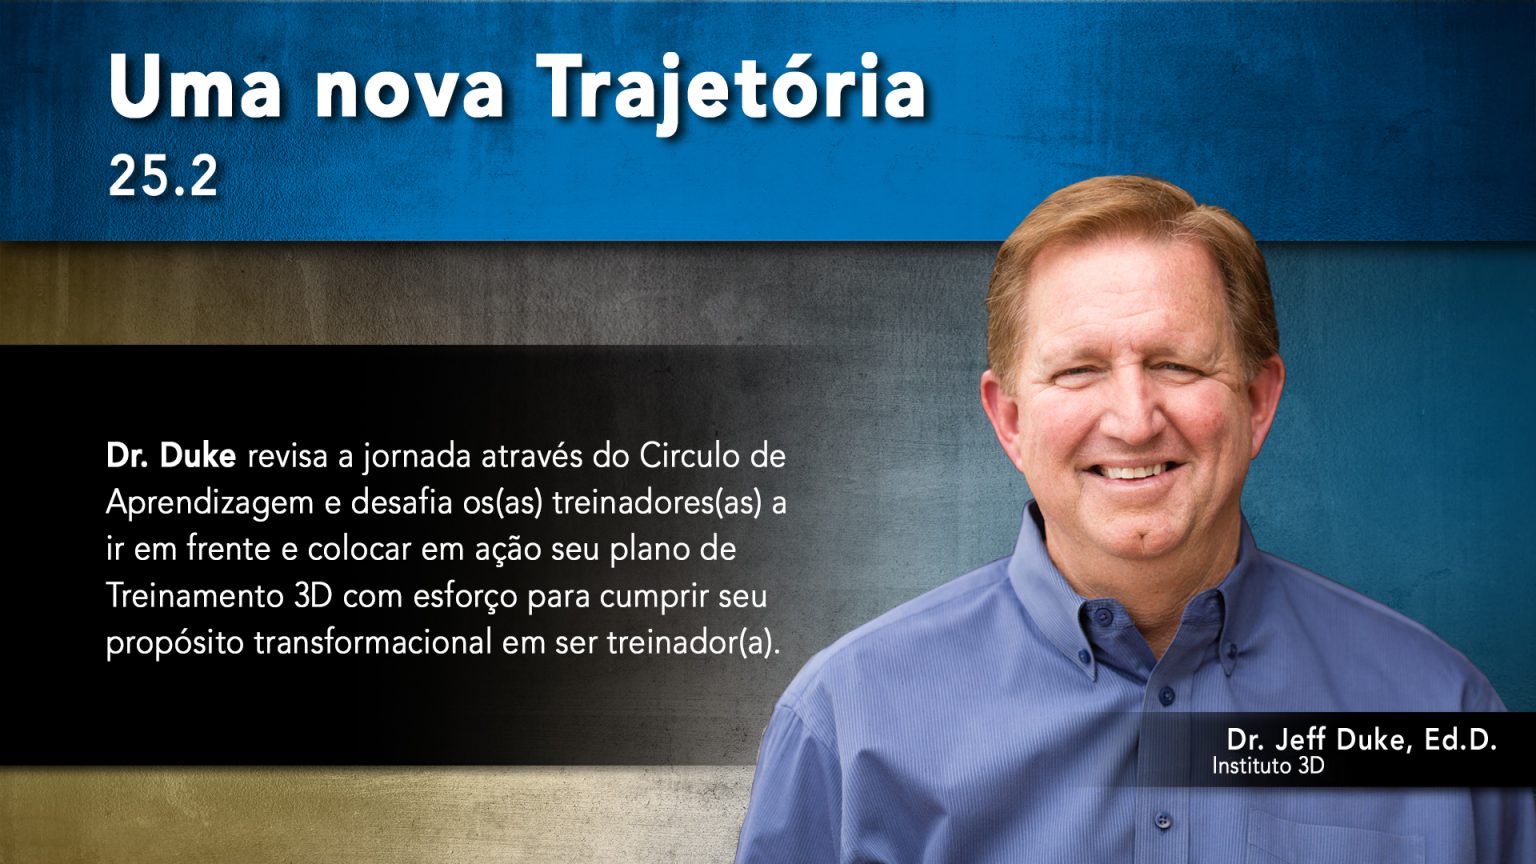 Uma nova Trajetória
25.2
Dr. Duke revisa a jornada através do Circulo de
Aprendizagem e desafia os(as) treinadores(as) a
ir em frente e colocar em ação seu plano de
Treinamento 3D com esforço para cumprir seu
propósito transformacional em ser treinador(a).
Dr. Jeff Duke, Ed.D.
Instituto 3D